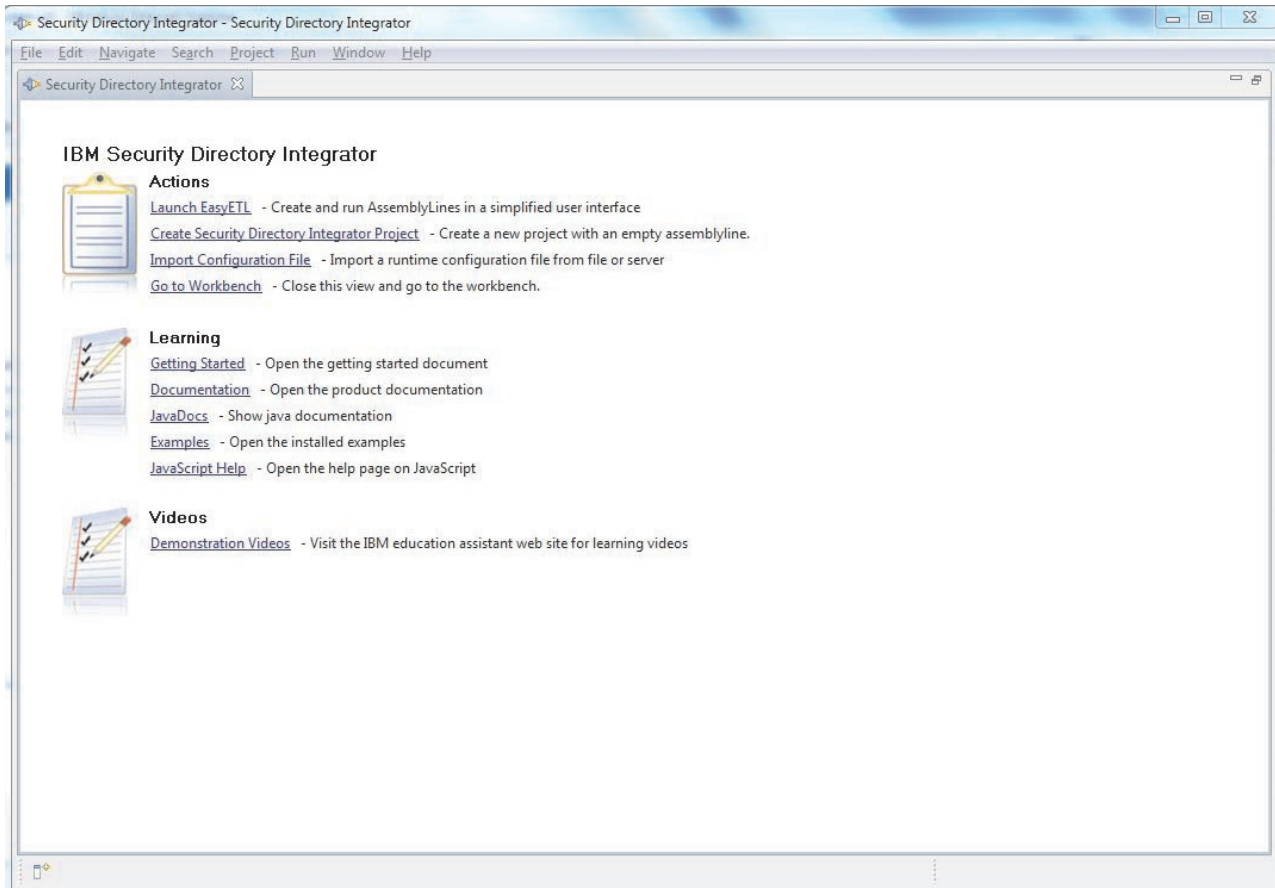 Security Directory Integrator - Security Directory Integrator
File Edit Navigate Search Project Run Window Help
Security Directory Integrator
IBM Security Directory Integrator
Actions
Launch EasyETL - Create and run AssemblyLines in a simplified user interface
Create Security Directory Integrator Project - Create a new project with an empty assemblyline.
Import Configuration File - Import a runtime configuration file from file or server
Go to Workbench - Close this view and go to the workbench.
Learning
Getting Started - Open the getting started document
Documentation - Open the product documentation
JavaDocs - Show java documentation
Examples - Open the installed examples
JavaScript Help - Open the help page on JavaScript
Videos
Demonstration Videos - Visit the IBM education assistant web site for learning videos